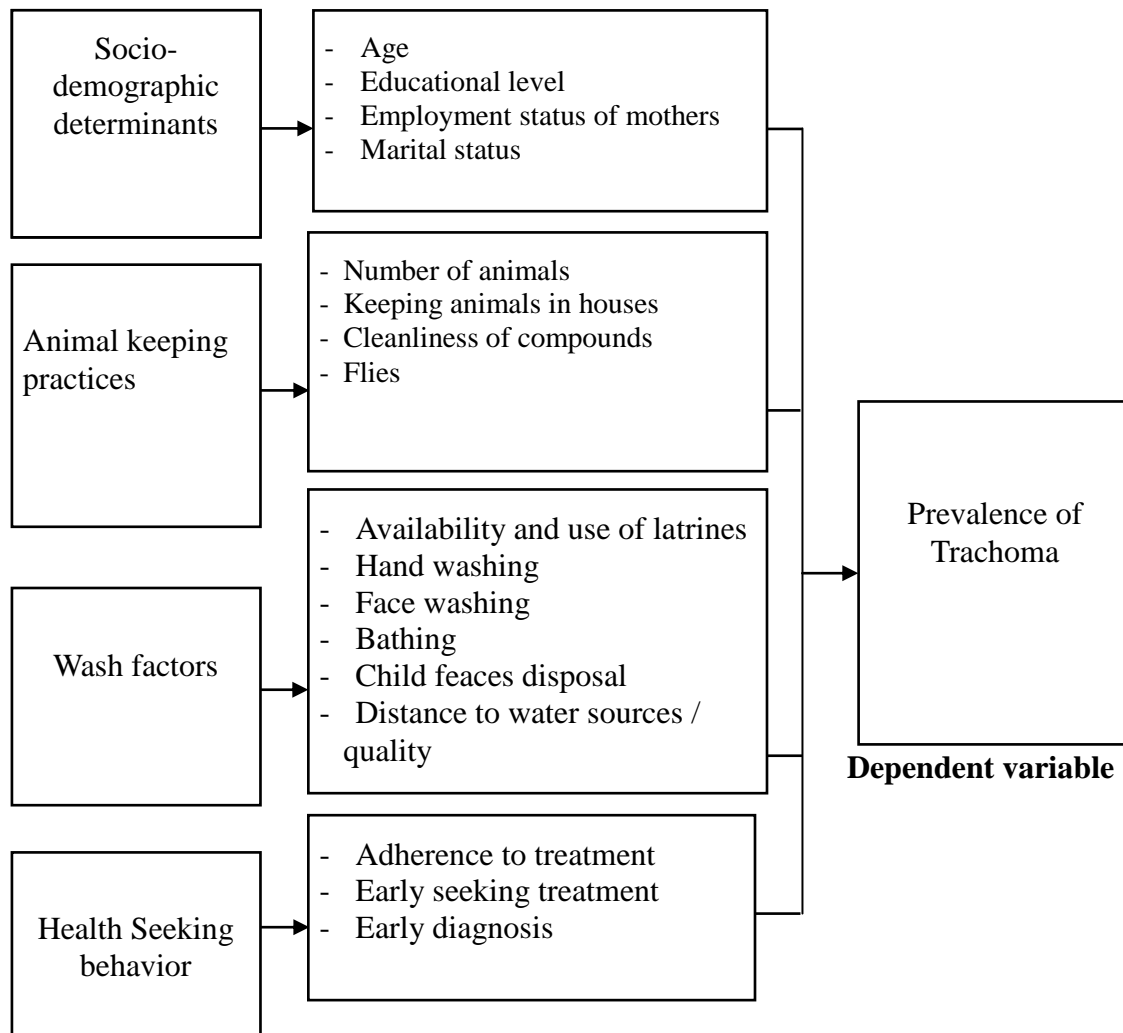 Socio-
demographic
determinants
- Age
- Educational level
- Employment status of mothers
- Marital status
Animal keeping
practices
- Number of animals
- Keeping animals in houses
- Cleanliness of compounds
- Flies
Wash factors
- Availability and use of latrines
- Hand washing
- Face washing
- Bathing
- Child feaces disposal
- Distance to water sources /
quality
Health Seeking
behavior
- Adherence to treatment
- Early seeking treatment
- Early diagnosis
Prevalence of
Trachoma
Dependent variable